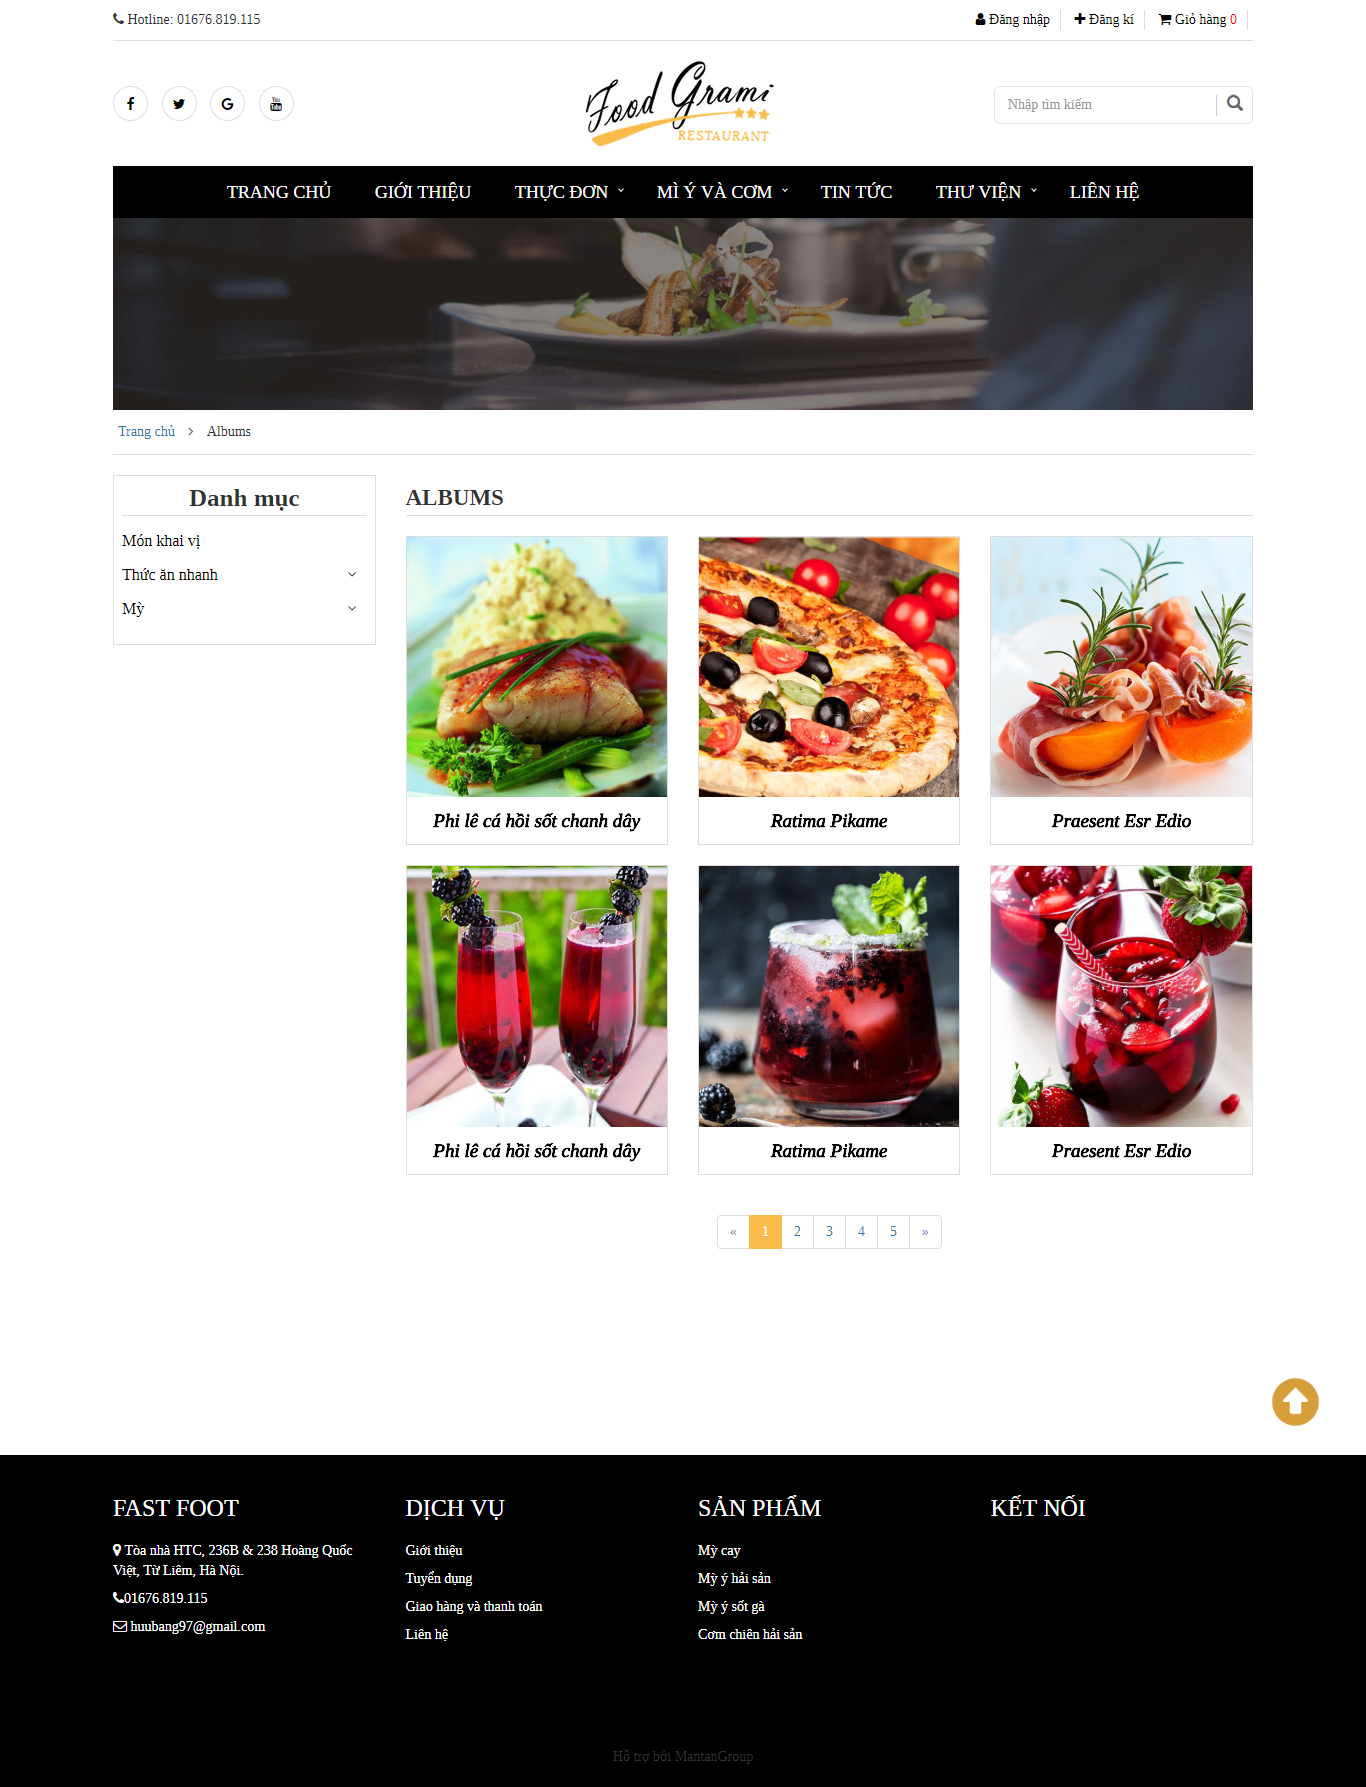 Hotline: 01676.819.115
Đăng nhập
Đăng kí
Giỏ hàng 0
Food Grami
RESTAURANT
Nhập tìm kiếm
TRANG CHỦ
GIỚI THIỆU
THỰC ĐƠN
MÌ Ý VÀ CƠM
TIN TỨC
THƯ VIỆN
LIÊN HỆ
Trang chủ
Albums
Danh mục
Món khai vị
Thức ăn nhanh
Mỳ
ALBUMS
Phi lê cá hồi sốt chanh dây
Ratima Pikame
Praesent Esr Edio
Phi lê cá hồi sốt chanh dây
Ratima Pikame
Praesent Esr Edio
« 1 2 3 4 5 »
FAST FOOT
Tòa nhà HTC, 236B & 238 Hoàng Quốc
Việt, Từ Liêm, Hà Nội.
01676.819.115
huubang97@gmail.com
DỊCH VỤ
Giới thiệu
Tuyển dụng
Giao hàng và thanh toán
Liên hệ
SẢN PHẨM
Mỳ cay
Mỳ ý hải sản
Mỳ ý sốt gà
Cơm chiên hải sản
KẾT NỐI
Hỗ trợ bởi MantanGroup